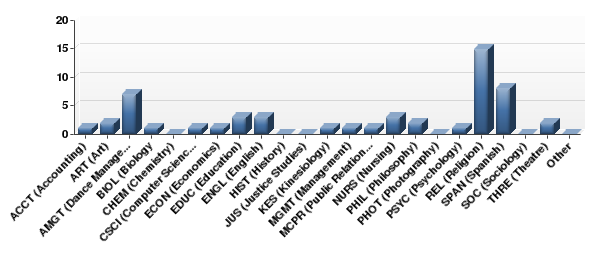 20
15
10
5
0
ACCT (Accounting)
ART (Art)
AMGT (Dance Manage...
BIOL (Biology
CHEM (Chemistry)
CSCI (Computer Scienc...
ECON (Economics)
EDUC (Education)
ENGL (English)
HIST (History)
JUS (Justice Studies)
KES (Kinesiology)
MGMT (Management)
MCPR (Public Relation...
NURS (Nursing)
PHIL (Philosophy)
PHOT (Photography)
PSYC (Psychology)
REL (Religion)
SPAN (Spanish)
SOC (Sociology)
THRE (Theatre)
Other